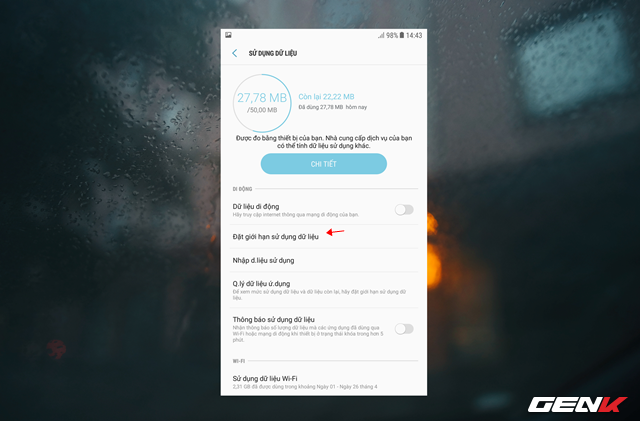 98% 14:43
SỬ DỤNG DỮ LIỆU
27,78 MB
/50,00 MB
Còn lại 22,22 MB
Đã dùng 27,78 MB hôm nay
Được đo bằng thiết bị của bạn. Nhà cung cấp dịch vụ của bạn
có thể tính dữ liệu sử dụng khác.
CHI TIẾT
DI ĐỘNG
Dữ liệu di động
Hãy truy cập internet thông qua mạng di động của bạn.
Đặt giới hạn sử dụng dữ liệu
Nhập d.liệu sử dụng
Q.lý dữ liệu ứ.dụng
Để xem mức sử dụng dữ liệu và dữ liệu còn lại, hãy đặt giới hạn sử dụng dữ
liệu.
Thông báo sử dụng dữ liệu
Nhận thông báo số lượng dữ liệu mà các ứng dụng đã dùng qua
Wi-Fi hoặc mạng di động khi thiết bị ở trạng thái khóa trong hơn 5
phút.
WI-FI
Sử dụng dữ liệu Wi-Fi
2,31 GB đã được dùng trong khoảng Ngày 01 - Ngày 26 tháng 4
GENK